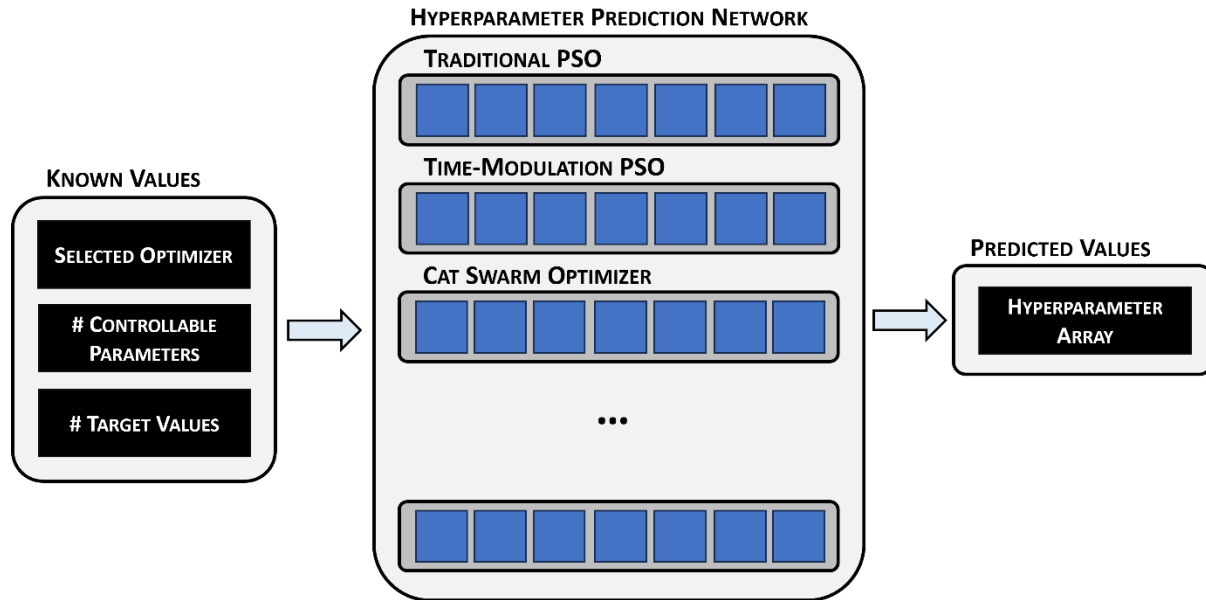 HYPERPARAMETER PREDICTION NETWORK
TRADITIONAL PSO
TIME-MODULATION PSO
CAT SWARM OPTIMIZER
...
KNOWN VALUES
SELECTED OPTIMIZER
# CONTROLLABLE
PARAMETERS
# TARGET VALUES
PREDICTED VALUES
HYPERPARAMETER
ARRAY